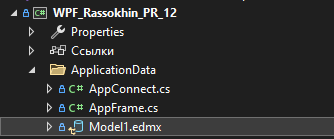 C# WPF_Rassokhin_PR_12
Properties
Ссылки
ApplicationData
C# AppConnect.cs
C# AppFrame.cs
Model1.edmx